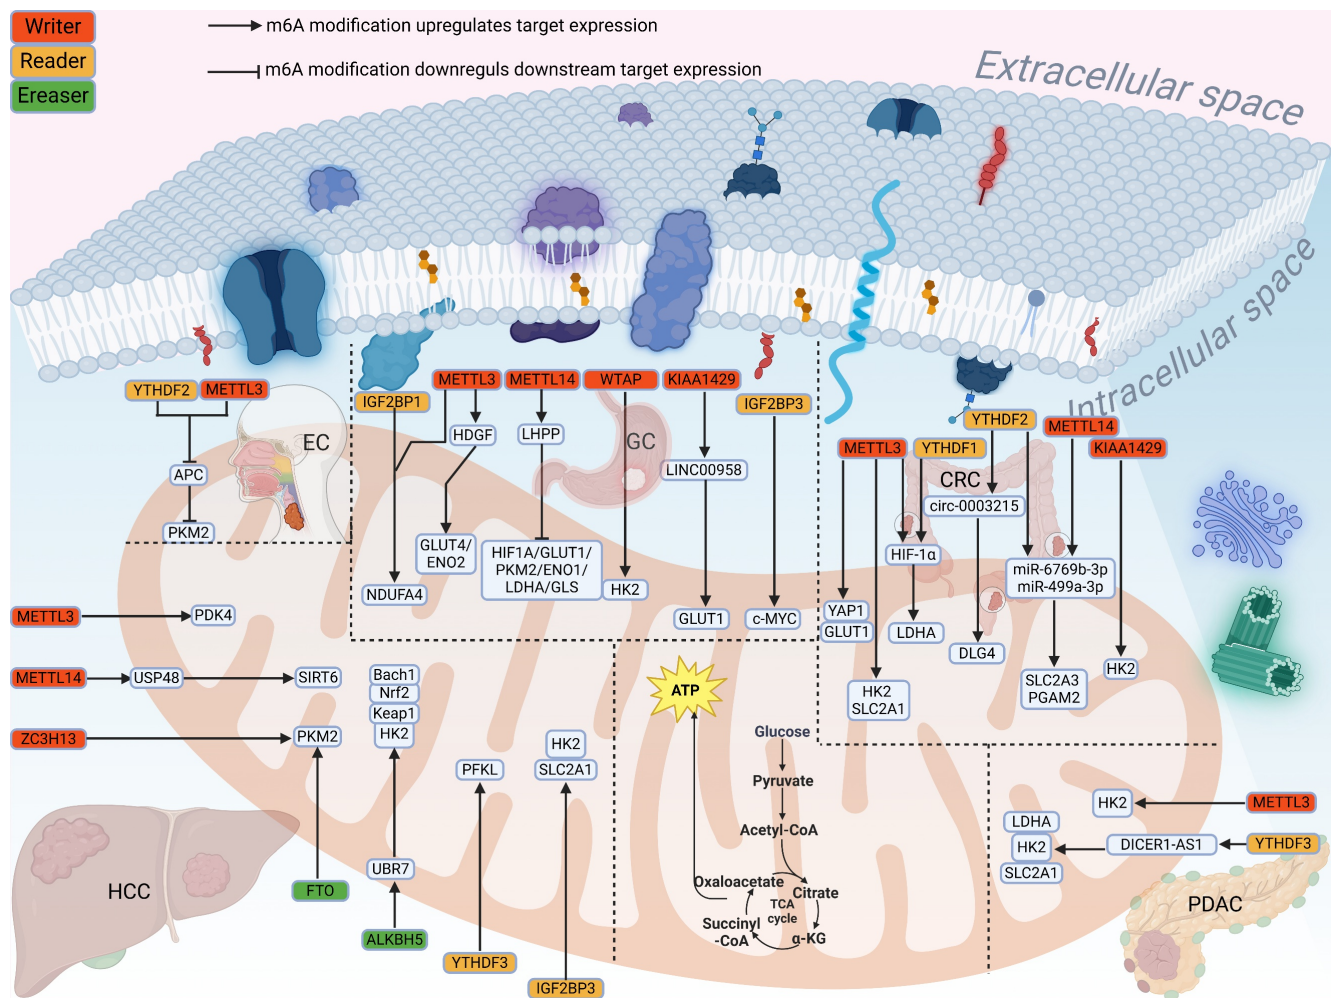 Writer
Reader
Ereaser
m6A modification upregulates target expression
m6A modification downreguls downstream target expression
Extracellular space
Intracellular space
YTHDF2
METTL3
APC
PKM2
EC
IGF2BP1
METTL3
METTL14
WTAP
KIAA1429
IGF2BP3
HDGF
LHPP
GC
LINC00958
GLUT4/
ENO2
HIF1A/GLUT1/
PKM2/ENO1/
LDHA/GLS
NDUFA4
HK2
GLUT1
c-MYC
YTHDF2
METTL14
METTL3
YTHDF1
KIAA1429
CRC
circ-0003215
HIF-1α
miR-6769b-3p
miR-499a-3p
YAP1
GLUT1
LDHA
DLG4
HK2
SLC2A1
SLC2A3
PGAM2
HK2
METTL3
PDK4
METTL14
USP48
SIRT6
ZC3H13
PKM2
Bach1
Nrf2
Keap1
HK2
PFKL
HK2
SLC2A1
UBR7
FTO
ALKBH5
YTHDF3
IGF2BP3
HCC
ATP
Glucose
Pyruvate
Acetyl-CoA
Oxaloacetate
Citrate
TCA
cycle
Succinyl
-CoA
α-KG
METTL3
HK2
YTHDF3
DICER1-AS1
LDHA
HK2
SLC2A1
PDAC